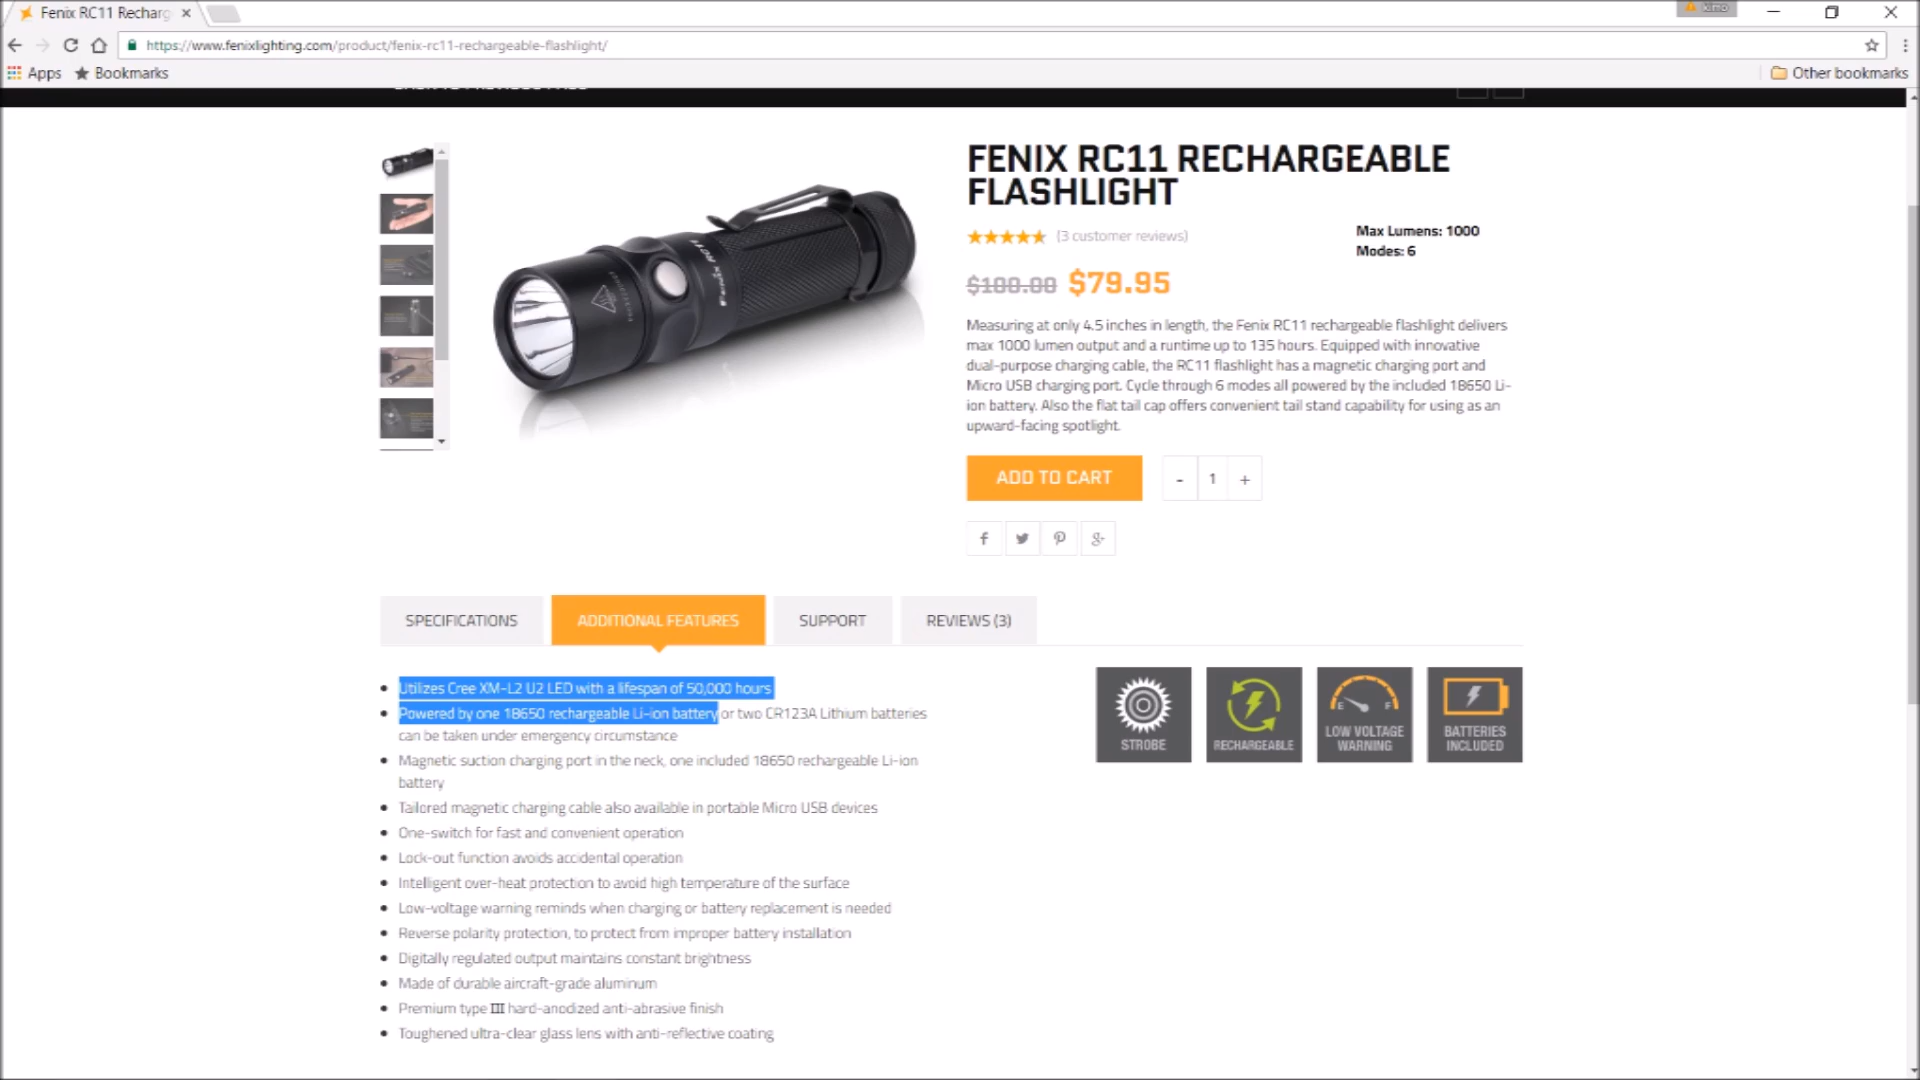 Fenix RC11 Recharg
kimo
https://www.fenixlighting.com/product/fenix-rc11-rechargeable-flashlight/
Apps
Bookmarks
Other bookmarks
FENIX RC11 RECHARGEABLE
FLASHLIGHT
(3 customer reviews)
Max Lumens: 1000
Modes: 6
$100.00 $79.95
Measuring at only 4.5 inches in length, the Fenix RC11 rechargeable flashlight delivers
max 1000 lumen output and a runtime up to 135 hours. Equipped with innovative
dual-purpose charging cable, the RC11 flashlight has a magnetic charging port and
Micro USB charging port. Cycle through 6 modes all powered by the included 18650 Li-
ion battery. Also the flat tail cap offers convenient tail stand capability for using as an
upward-facing spotlight.
Fenix RC11
ADD TO CART
- 1 +
SPECIFICATIONS
ADDITIONAL FEATURES
SUPPORT
REVIEWS (3)
Utilizes Cree XM-L2 U2 LED with a lifespan of 50,000 hours
Powered by one 18650 rechargeable Li-ion battery or two CR123A Lithium batteries
can be taken under emergency circumstance
Magnetic suction charging port in the neck, one included 18650 rechargeable Li-ion
battery
Tailored magnetic charging cable also available in portable Micro USB devices
One-switch for fast and convenient operation
Lock-out function avoids accidental operation
Intelligent over-heat protection to avoid high temperature of the surface
Low-voltage warning reminds when charging or battery replacement is needed
Reverse polarity protection, to protect from improper battery installation
Digitally regulated output maintains constant brightness
Made of durable aircraft-grade aluminum
Premium type III hard-anodized anti-abrasive finish
Toughened ultra-clear glass lens with anti-reflective coating
STROBE
RECHARGEABLE
E F
LOW VOLTAGE
WARNING
BATTERIES
INCLUDED